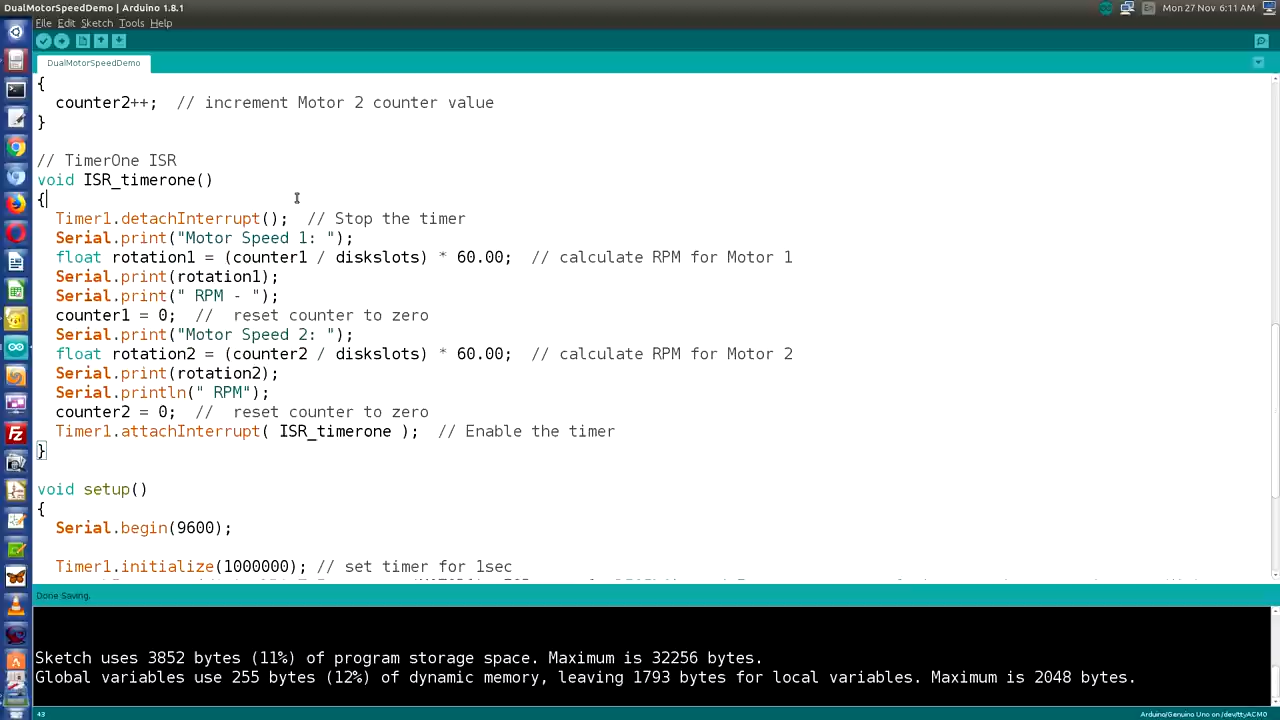 DualMotorSpeedDemo | Arduino 1.8.1
En
Mon 27 Nov, 6:11 AM
File Edit Sketch Tools Help
DualMotorSpeedDemo
{
counter2++;  // increment Motor 2 counter value
}
// TimerOne ISR
void ISR_timerone()
{
Timer1.detachInterrupt();  // Stop the timer
Serial.print("Motor Speed 1: ");
float rotation1 = (counter1 / diskslots) * 60.00;  // calculate RPM for Motor 1
Serial.print(rotation1);
Serial.print(" RPM - ");
counter1 = 0;  //  reset counter to zero
Serial.print("Motor Speed 2: ");
float rotation2 = (counter2 / diskslots) * 60.00;  // calculate RPM for Motor 2
Serial.print(rotation2);
Serial.println(" RPM");
counter2 = 0;  //  reset counter to zero
Timer1.attachInterrupt( ISR_timerone );  // Enable the timer
}
void setup()
{
Serial.begin(9600);
Timer1.initialize(1000000); // set timer for 1sec
Done Saving.
Sketch uses 3852 bytes (11%) of program storage space. Maximum is 32256 bytes.
Global variables use 255 bytes (12%) of dynamic memory, leaving 1793 bytes for local variables. Maximum is 2048 bytes.
43
Arduino/Genuino Uno on /dev/ttyACM0